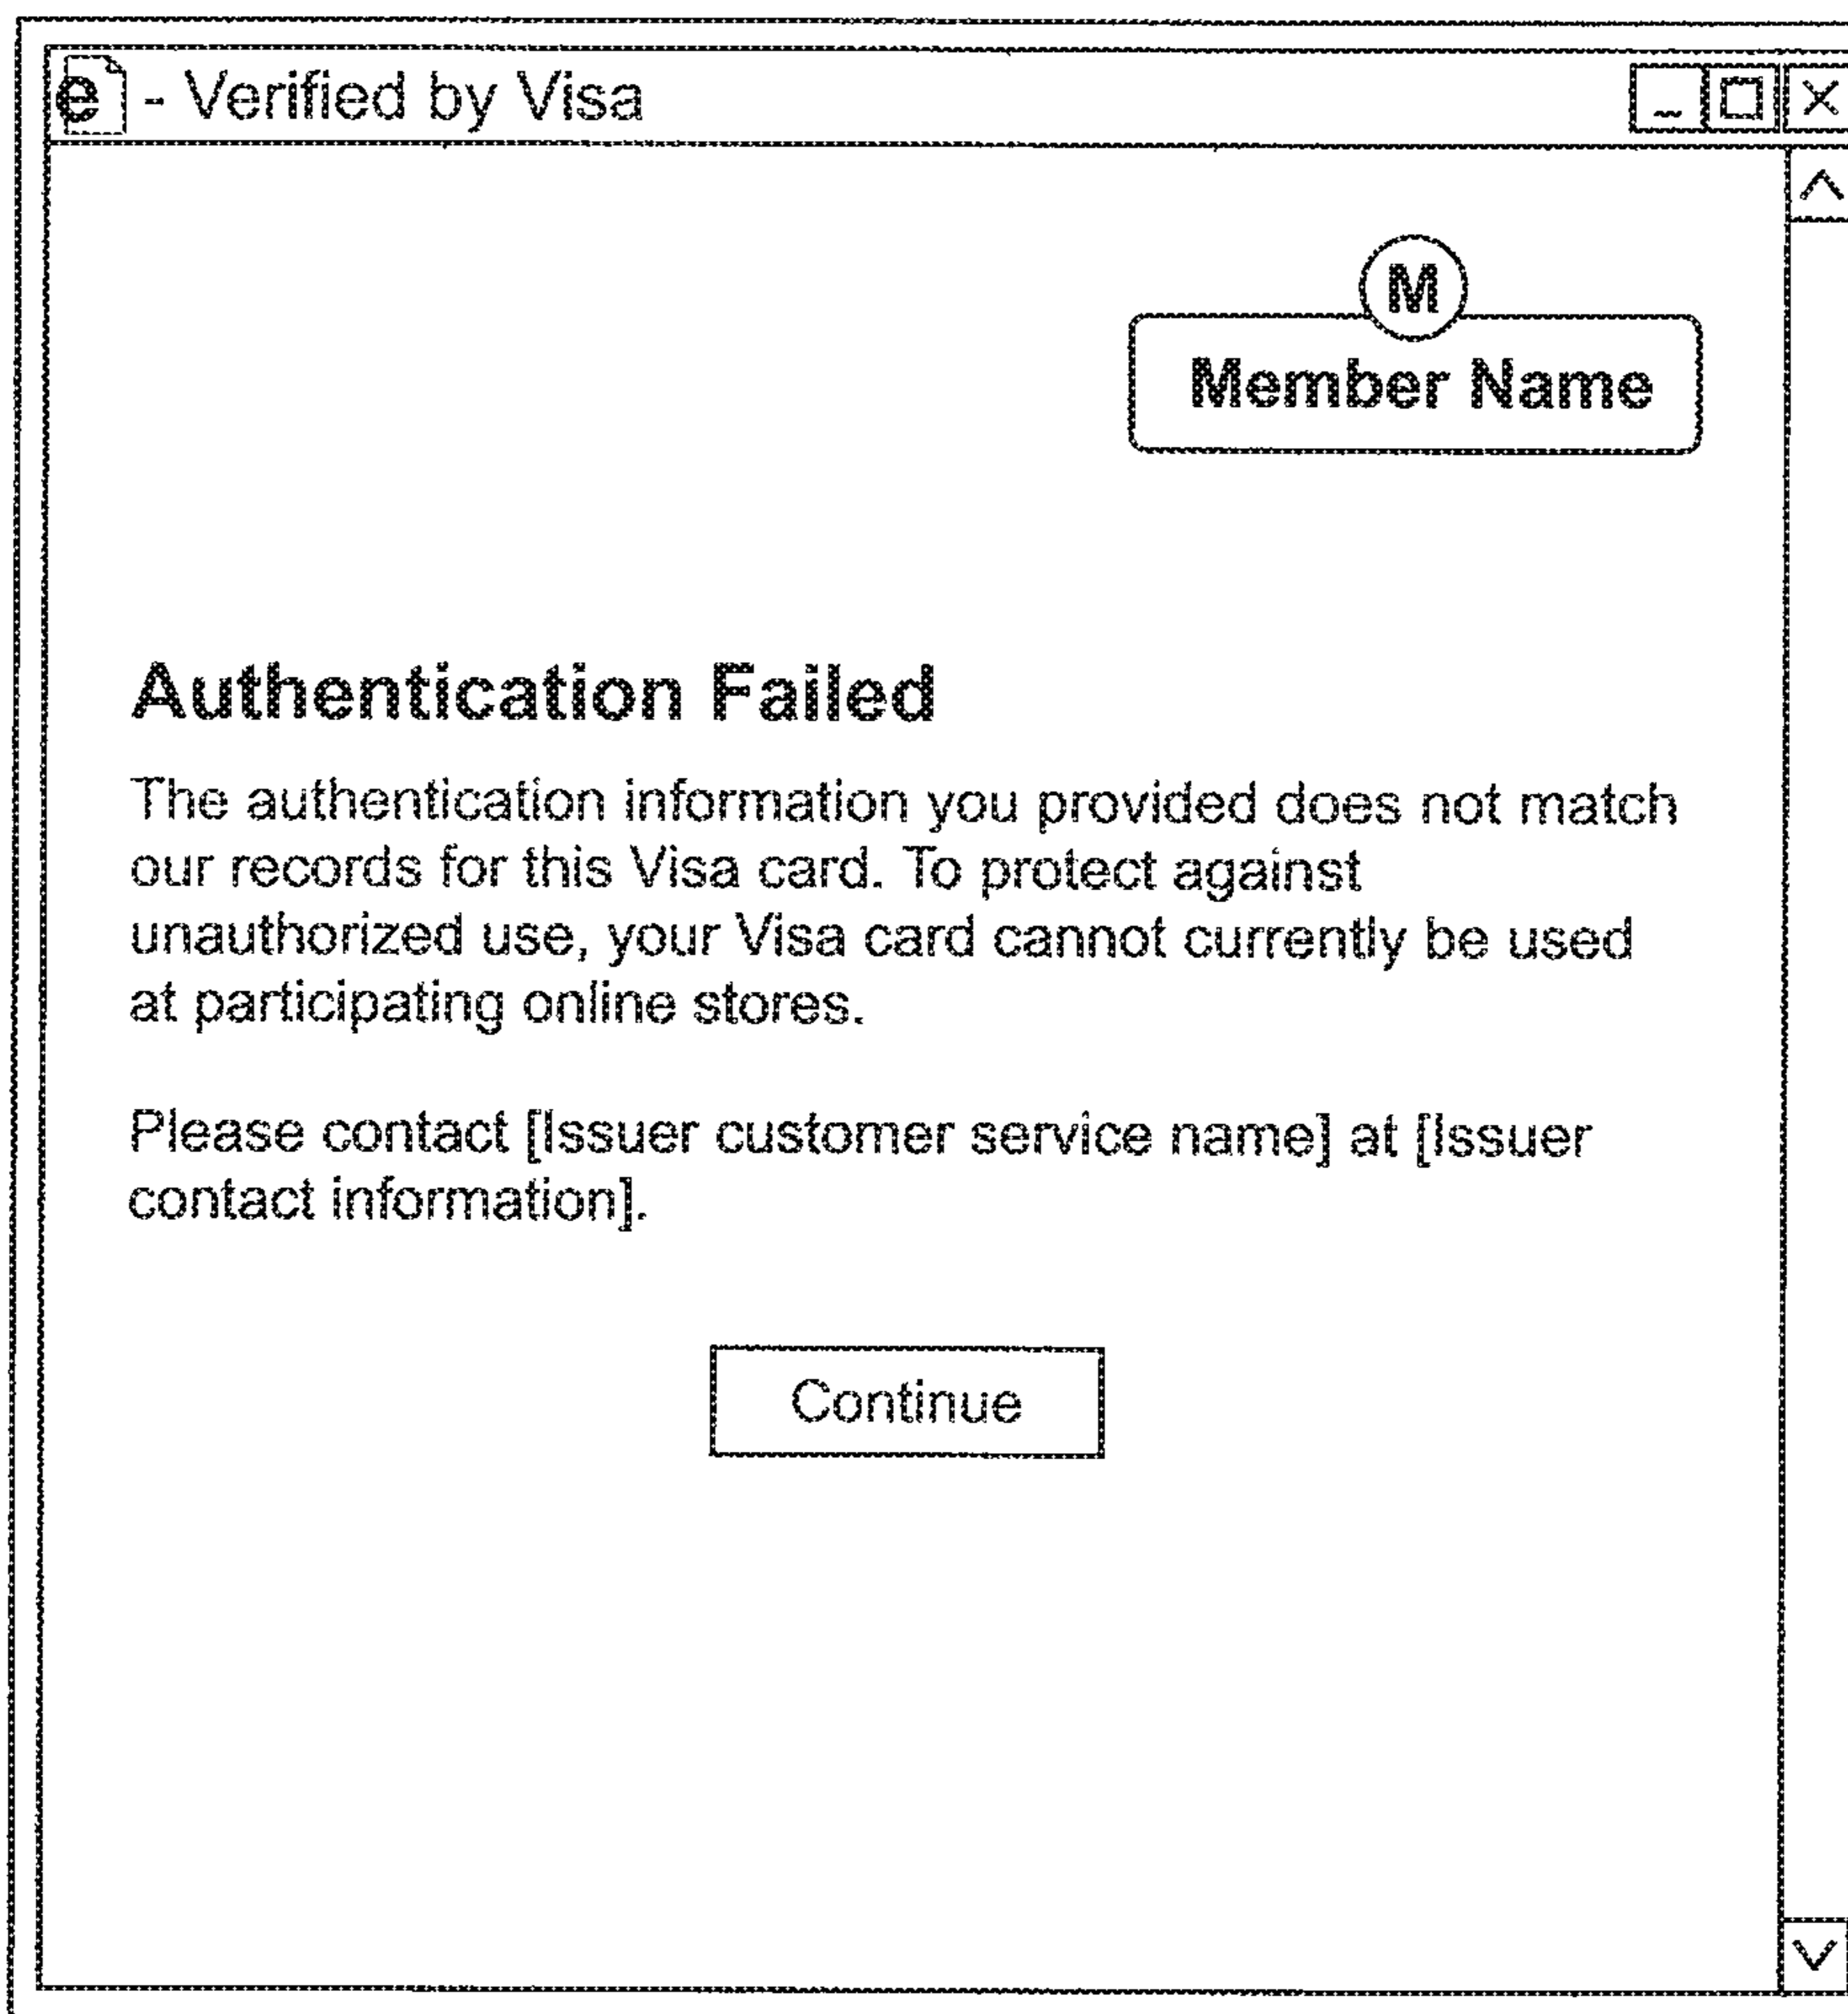 e - Verified by Visa
M
Member Name
Authentication Failed
The authentication information you provided does not match
our records for this Visa card. To protect against
unauthorized use, your Visa card cannot currently be used
at participating online stores.
Please contact [Issuer customer service name] at [Issuer
contact information].
Continue